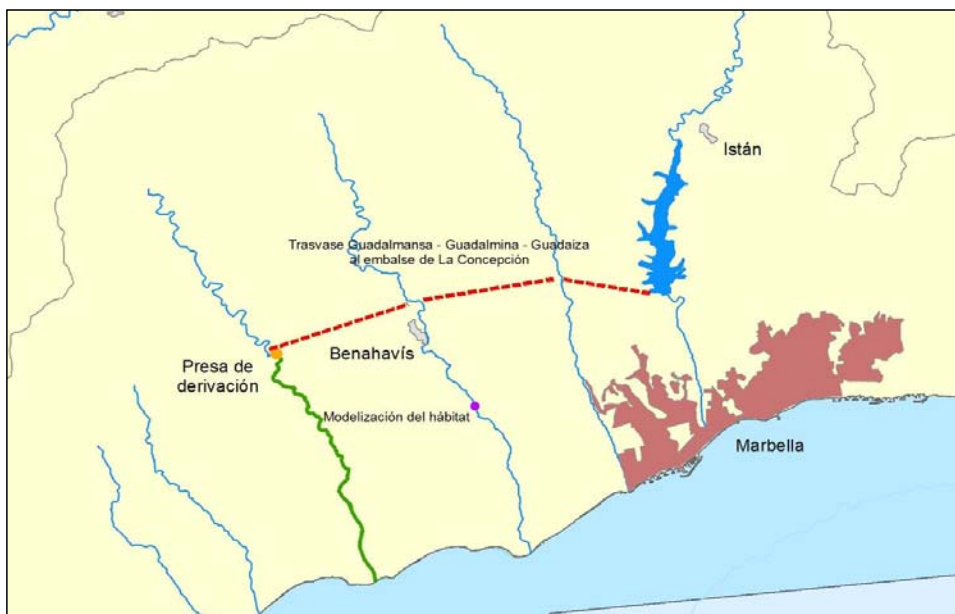 Istán
Trasvase Guadalmansa - Guadalmina - Guadaiza
al embalse de La Concepción
Benahavís
Presa de
derivación
Modelización del hábitat
Marbella